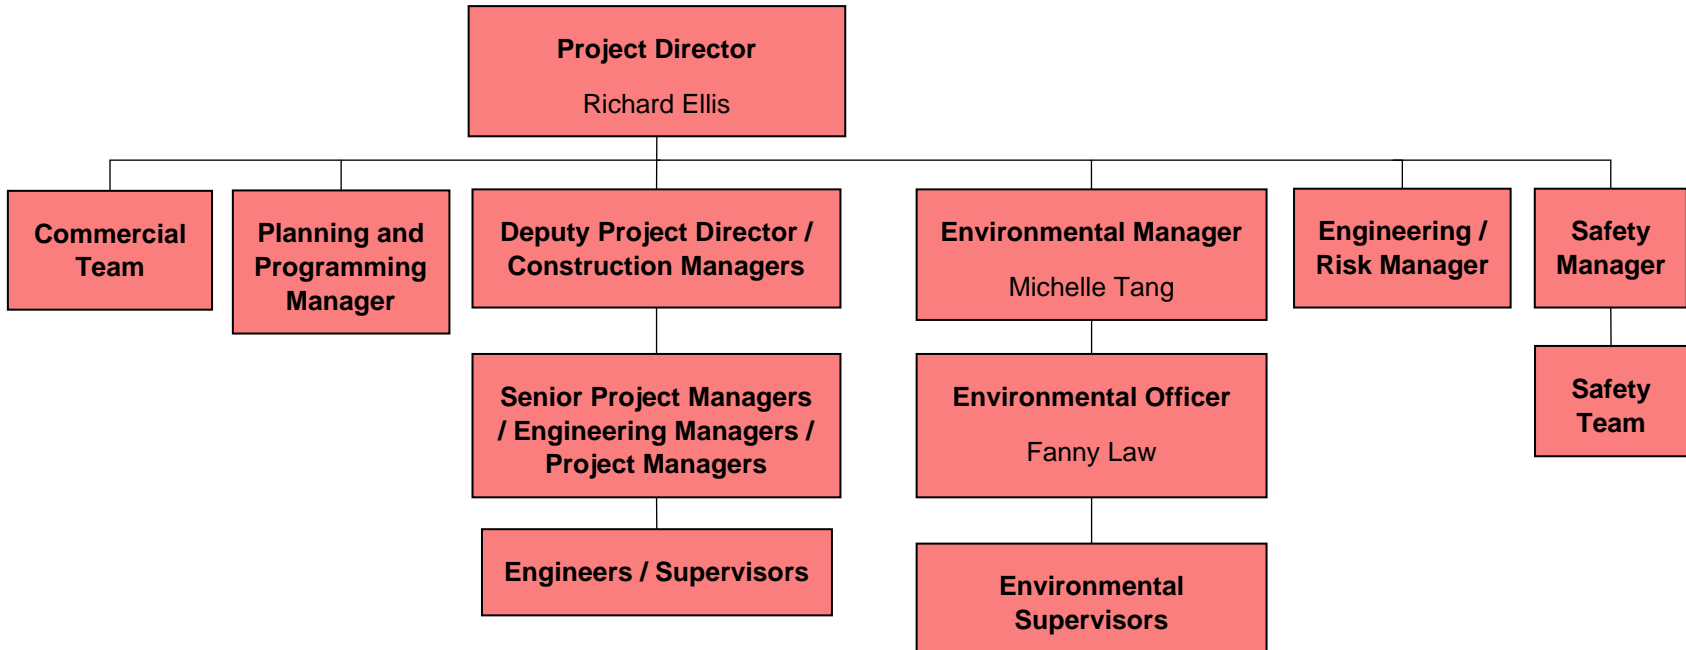 Project Director
Richard Ellis
Commercial
Team
Planning and
Programming
Manager
Deputy Project Director /
Construction Managers
Environmental Manager
Michelle Tang
Engineering /
Risk Manager
Safety
Manager
Senior Project Managers
/ Engineering Managers /
Project Managers
Environmental Officer
Fanny Law
Safety
Team
Engineers / Supervisors
Environmental
Supervisors